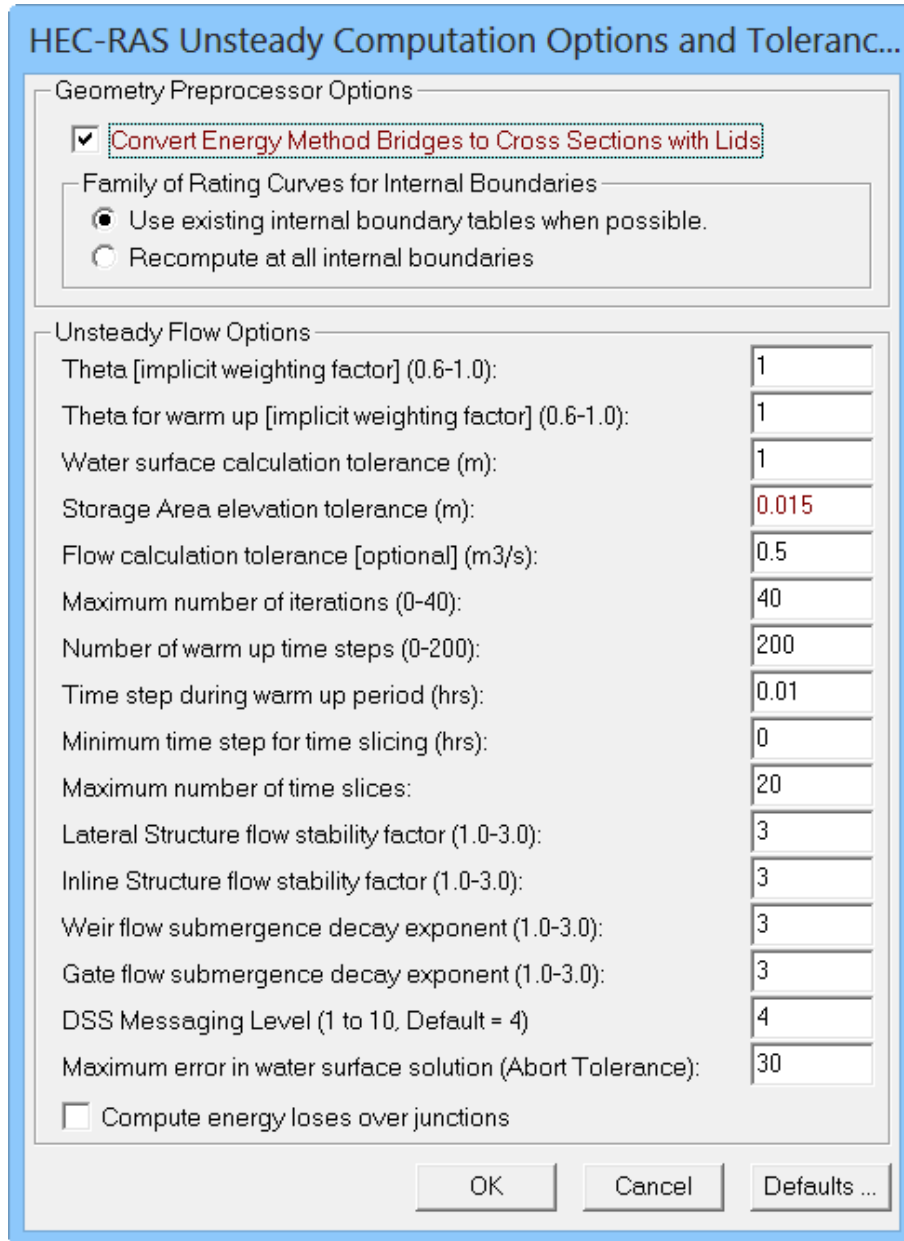 HEC-RAS Unsteady Computation Options and Toleranc...
Geometry Preprocessor Options
Convert Energy Method Bridges to Cross Sections with Lids
Family of Rating Curves for Internal Boundaries
Use existing internal boundary tables when possible.
Recompute at all internal boundaries
Unsteady Flow Options
Theta [implicit weighting factor] (0.6-1.0): 1
Theta for warm up [implicit weighting factor] (0.6-1.0): 1
Water surface calculation tolerance (m): 1
Storage Area elevation tolerance (m): 0.015
Flow calculation tolerance [optional] (m3/s): 0.5
Maximum number of iterations (0-40): 40
Number of warm up time steps (0-200): 200
Time step during warm up period (hrs): 0.01
Minimum time step for time slicing (hrs): 0
Maximum number of time slices: 20
Lateral Structure flow stability factor (1.0-3.0): 3
Inline Structure flow stability factor (1.0-3.0): 3
Weir flow submergence decay exponent (1.0-3.0): 3
Gate flow submergence decay exponent (1.0-3.0): 3
DSS Messaging Level (1 to 10, Default = 4) 4
Maximum error in water surface solution (Abort Tolerance): 30
Compute energy loses over junctions
OK Cancel Defaults ...